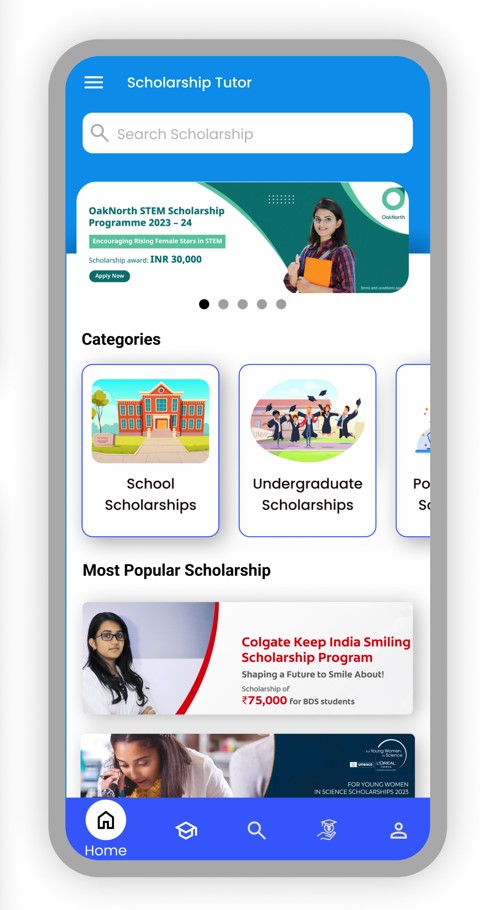 Scholarship Tutor
Search Scholarship
OakNorth STEM Scholarship
Programme 2023 – 24
Encouraging Rising Female Stars in STEM
Scholarship award: INR 30,000
Apply Now
OakNorth
Terms and conditions
Categories
School
Scholarships
Undergraduate
Scholarships
Po
Sc
Most Popular Scholarship
Colgate Keep India Smiling
Scholarship Program
Shaping a Future to Smile About!
Scholarship of
₹75,000 for BDS students
For Young Women
in Science
unesco L'ORÉAL
FOR YOUNG WOMEN
IN SCIENCE SCHOLARSHIPS 2023
Home